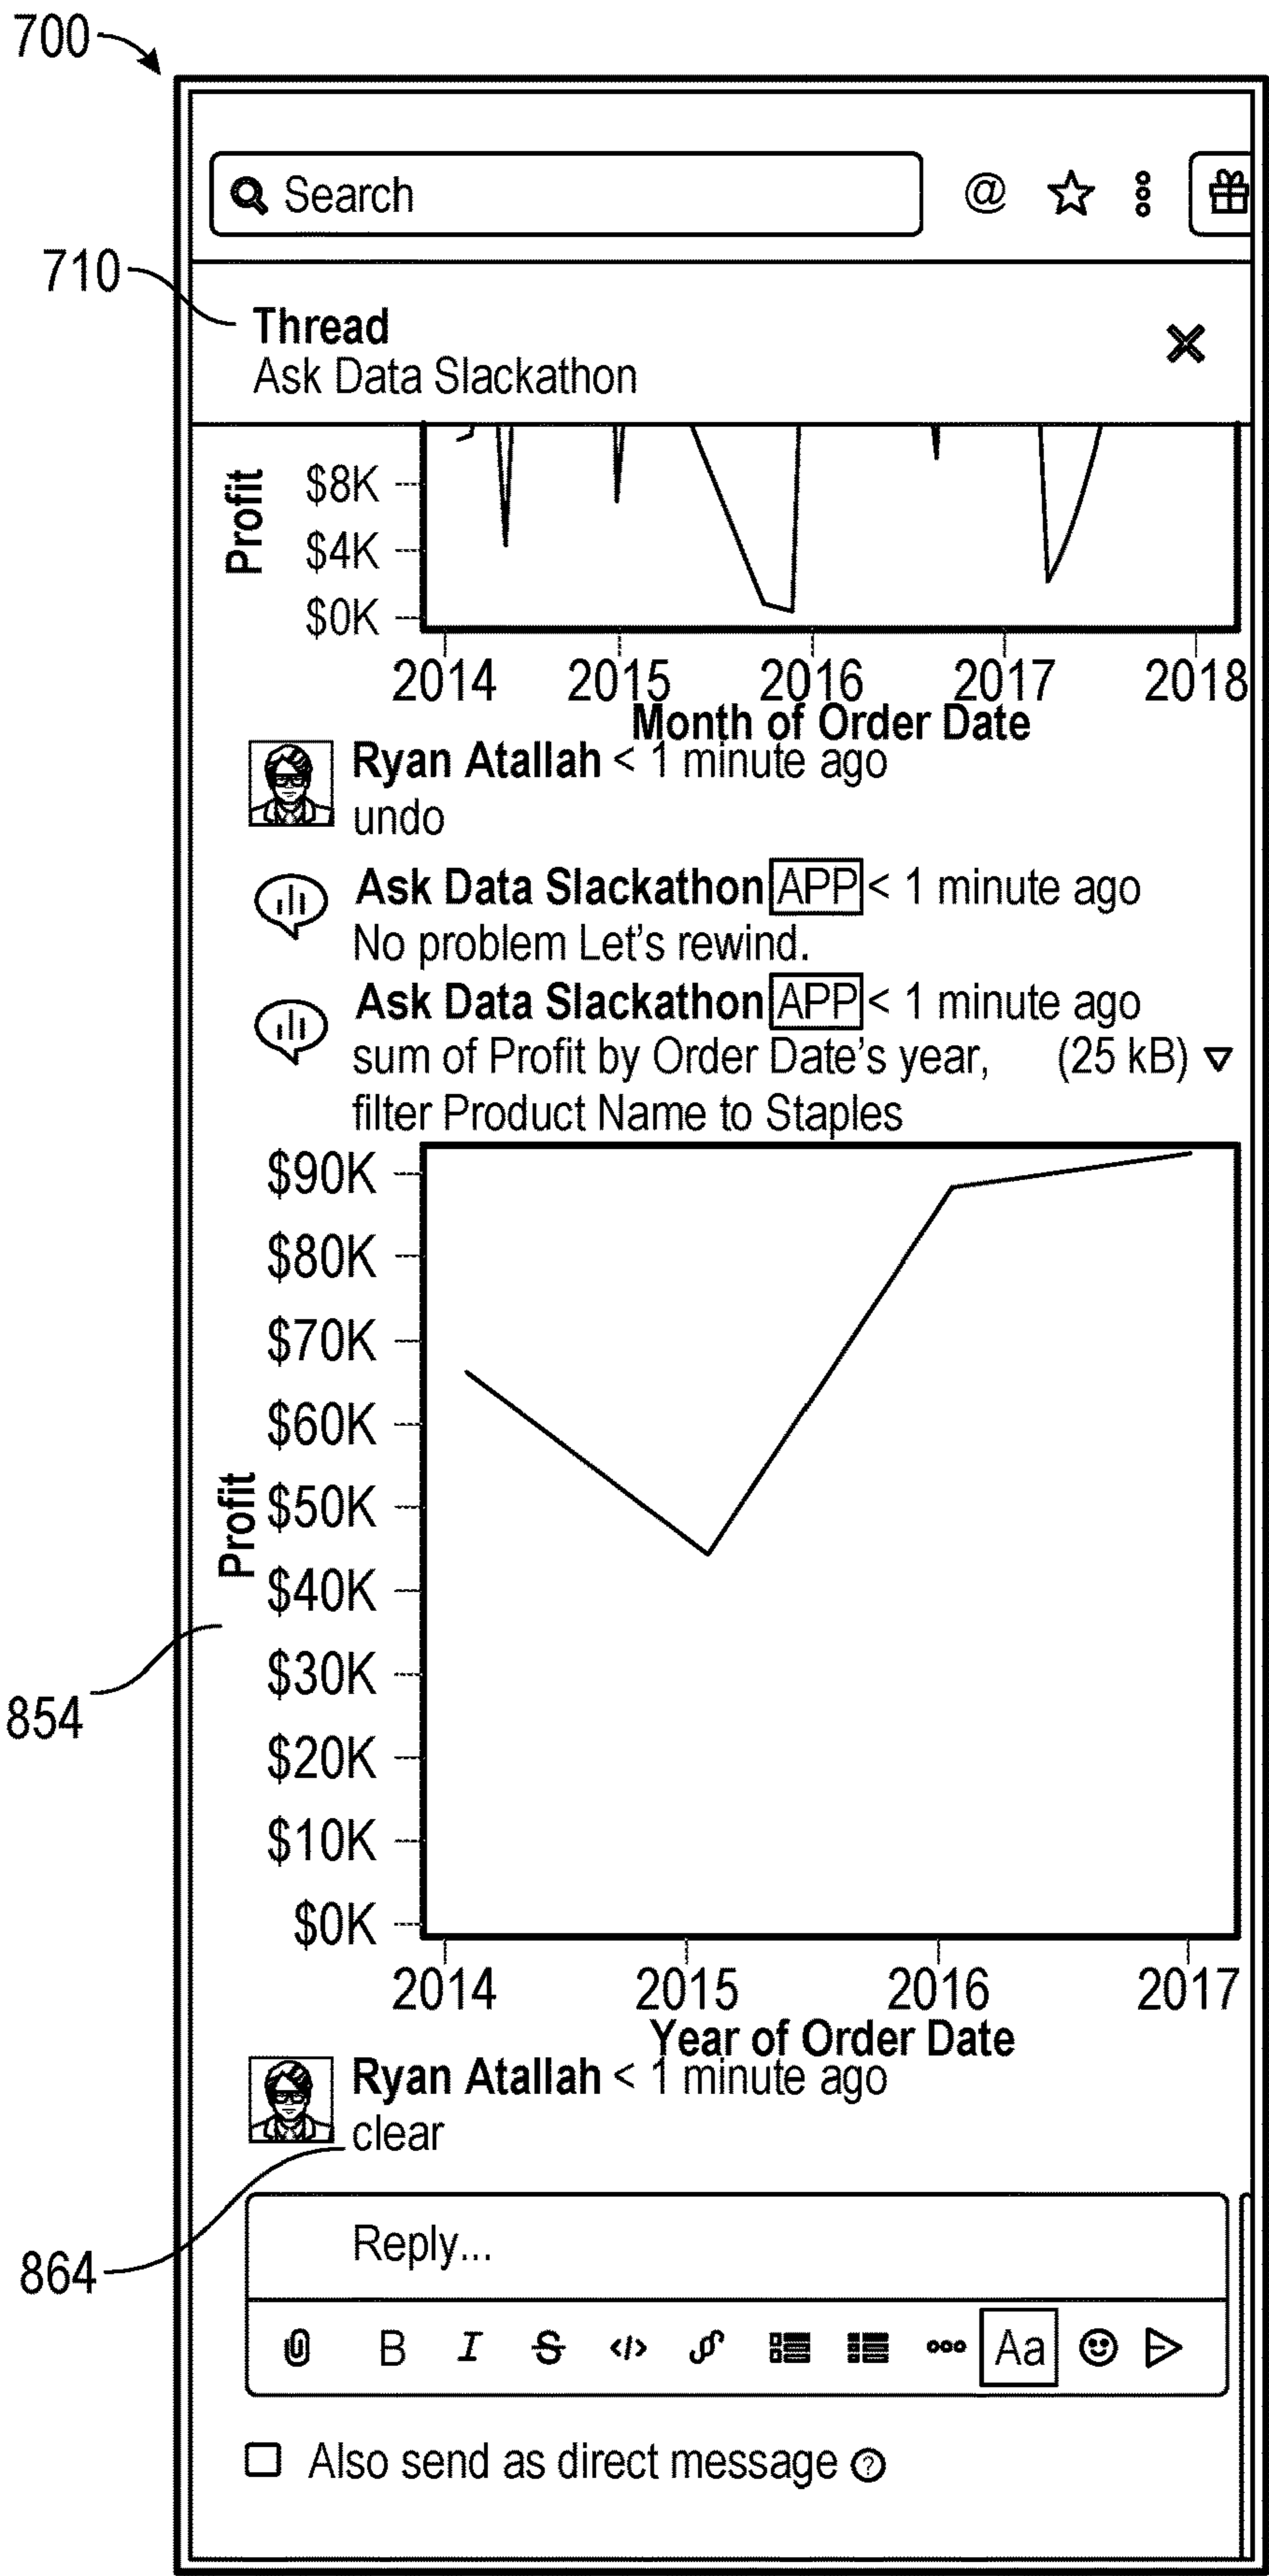 700
Search @
710
Thread
Ask Data Slackathon
Profit
$8K
$4K
$0K
2014 2015 2016 2017 2018
Month of Order Date
Ryan Atallah < 1 minute ago
undo
Ask Data Slackathon APP < 1 minute ago
No problem Let's rewind.
Ask Data Slackathon APP < 1 minute ago
sum of Profit by Order Date's year, (25 kB)
filter Product Name to Staples
$90K
$80K
$70K
$60K
$50K
$40K
$30K
$20K
$10K
$0K
Profit
854
2014 2015 2016 2017
Year of Order Date
Ryan Atallah < 1 minute ago
clear
864
Reply...
B I S </> Aa
Also send as direct message ?